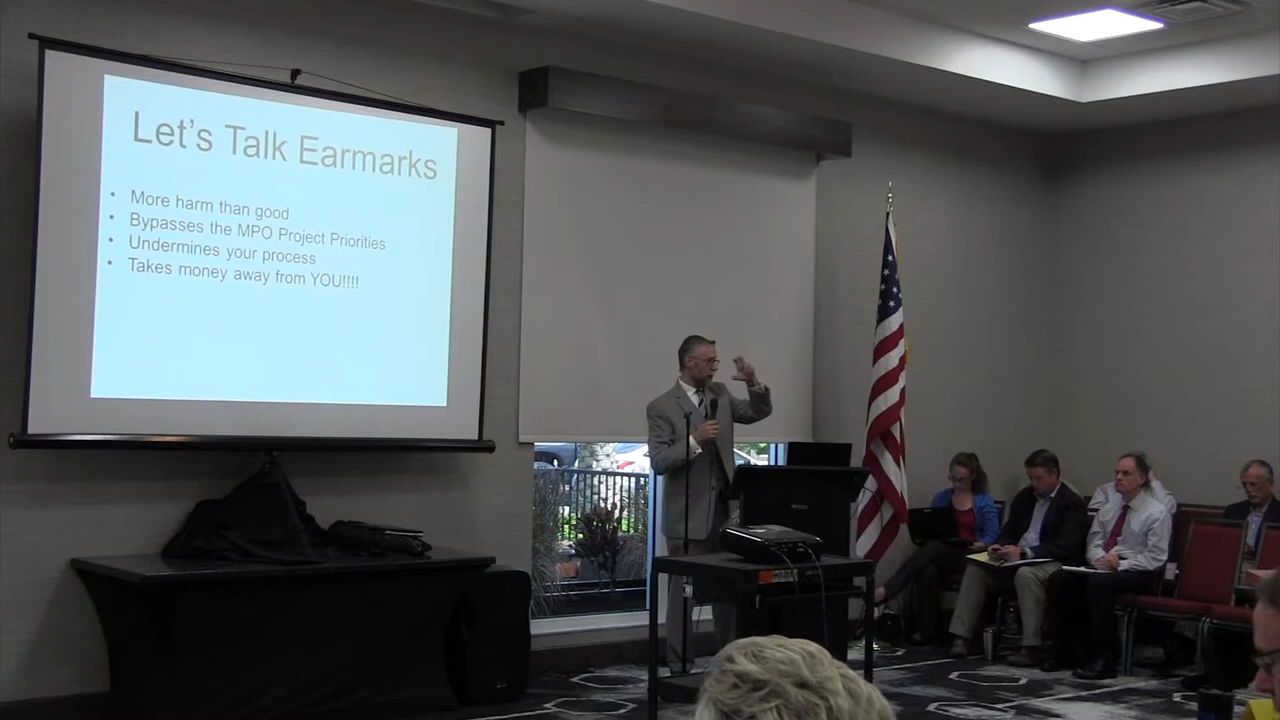 Let's Talk Earmarks
• More harm than good
• Bypasses the MPO Project Priorities
• Undermines your process
• Takes money away from YOU!!!!